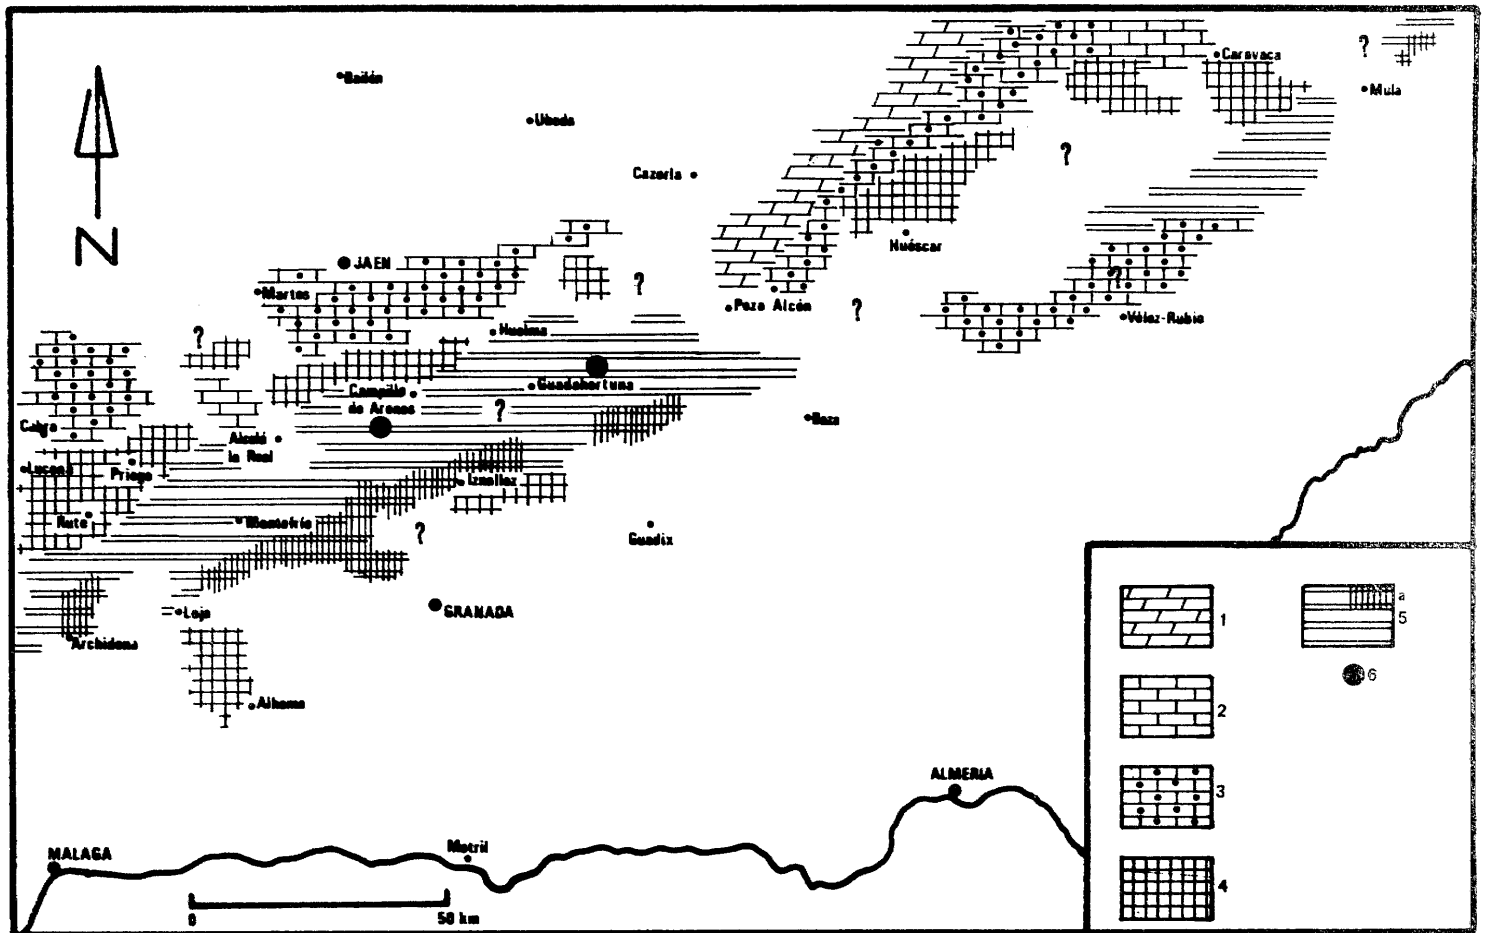 Bailén
Ubeda
Cazorla
Caravaca
Mula
?
?
N
JAEN
Martos
?
Huelma
?
Huéscar
Pozo Alcón
?
?
Vélez-Rubio
Cabra
Lucena
Priego
Rute
Alcalá
la Real
Campillo
de Arenas
?
Guadahortuna
Baza
Iznalloz
Montefrío
?
Guadix
Loja
GRANADA
Archidona
Alhama
MALAGA
Motril
ALMERIA
0
50 km
1
2
3
4
a
5
6